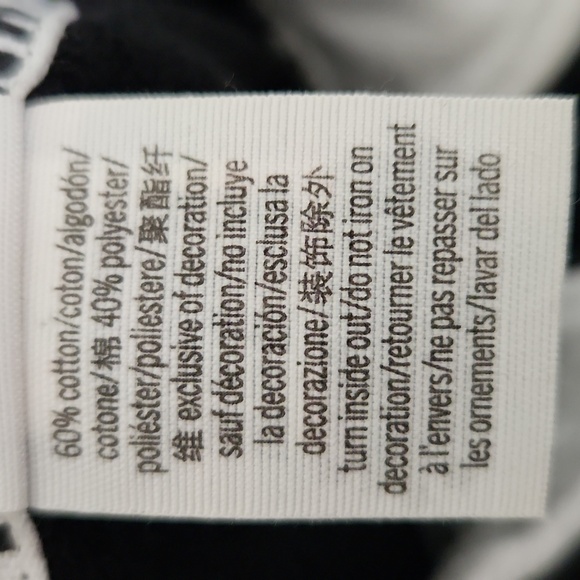 60% cotton/coton/algodón/
cotone/棉 40% polyester/
poliéster/poliestere/聚酯纤
维 exclusive of decoration/
sauf décoration/no incluye
la decoración/esclusa la
decorazione/装饰除外
turn inside out/do not iron on
decoration/retourner le vêtement
à l'envers/ne pas repasser sur
les ornements/lavar del lado